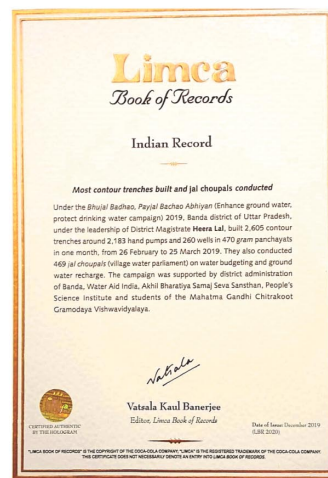 Limca
Book of Records
Indian Record
Most contour trenches built and jal choupals conducted
Under the Bhujal Badhao, Payjal Bachao Abhiyan (Enhance ground water,
protect drinking water campaign) 2019, Banda district of Uttar Pradesh,
under the leadership of District Magistrate Heera Lal, built 2,605 contour
trenches around 2,183 hand pumps and 260 wells in 470 gram panchayats
in one month, from 26 February to 25 March 2019. They also conducted
469 jal choupals (village water parliament) on water budgeting and ground
water recharge. The campaign was supported by district administration
of Banda, Water Aid India, Akhil Bharatiya Samaj Seva Sansthan, People's
Science Institute and students of the Mahatma Gandhi Chitrakoot
Gramodaya Vishwavidyalaya.
Vatsala
Vatsala Kaul Banerjee
Editor, Limca Book of Records
CERTIFIED AUTHENTIC
BY THE HOLOGRAM
Date of Issue: December 2019
(LBR 2020)
"LIMCA BOOK OF RECORDS" IS THE COPYRIGHT OF THE COCA-COLA COMPANY. "LIMCA" IS THE REGISTERED TRADEMARK OF THE COCA-COLA COMPANY.
THIS CERTIFICATE DOES NOT NECESSARILY DENOTE AN ENTRY INTO LIMCA BOOK OF RECORDS.